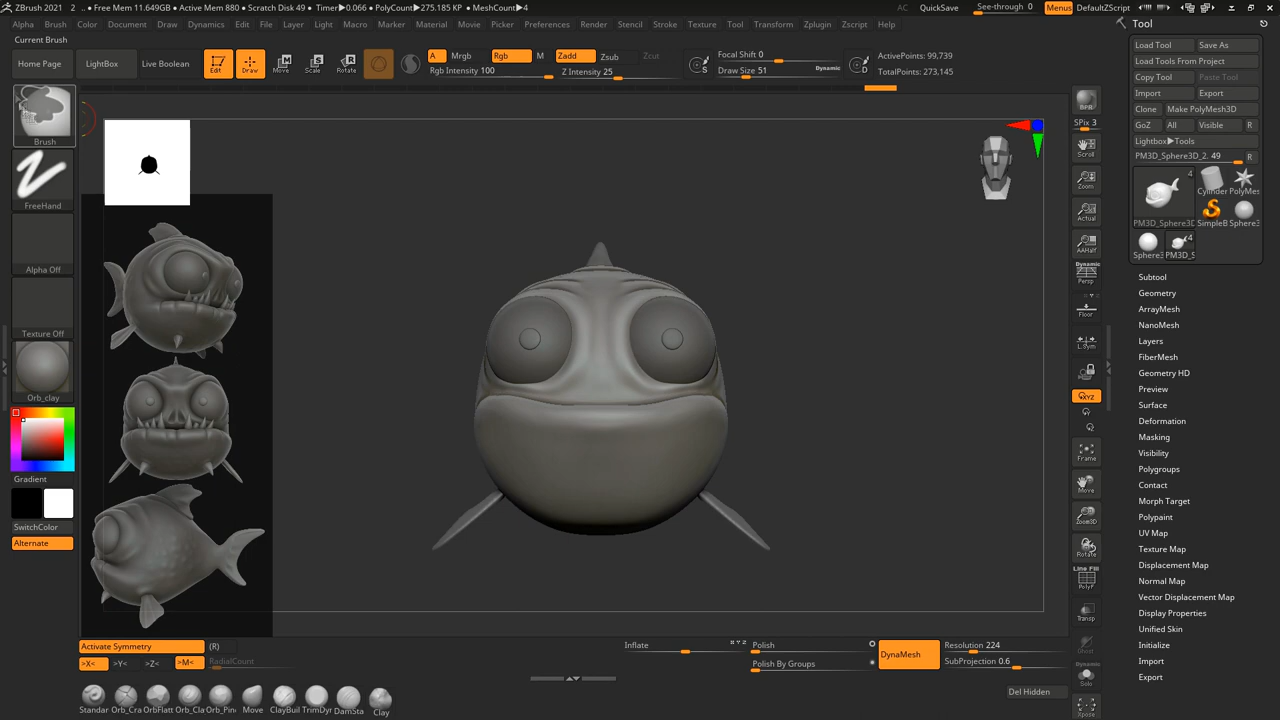 ZBrush 2021 2 .. ● Free Mem 11.649GB ● Active Mem 880 ● Scratch Disk 49 ● Timer▶0.066 ● PolyCount▶275.185 KP ● MeshCount▶4
QuickSave
See-through 0
Menus
DefaultZScript
Alpha Brush Color Document Draw Dynamics Edit File Layer Light Macro Marker Material Movie Picker Preferences Render Stencil Stroke Texture Tool Transform Zplugin Zscript Help
Current Brush
Home Page
LightBox
Live Boolean
Edit
Draw
Move
Scale
Rotate
A Mrgb Rgb M Zadd Zsub Zcut
Rgb Intensity 100
Z Intensity 25
S
Focal Shift 0
Draw Size 51
Dynamic
D
ActivePoints: 99,739
TotalPoints: 273,145
Brush
FreeHand
Alpha Off
Texture Off
Orb_clay
Gradient
SwitchColor
Alternate
BPR
SPix 3
Scroll
Zoom
Actual
AAHalf
Dynamic
Persp
Floor
L.Sym
XYZ
Frame
Move
Zoom3D
Rotate
Line Fill
PolyF
Transp
Ghost
Dynamic
Solo
Xpose
Tool
Load Tool
Save As
Load Tools From Project
Copy Tool
Paste Tool
Import
Export
Clone
Make PolyMesh3D
GoZ
All
Visible
R
Lightbox▶Tools
PM3D_Sphere3D_2. 49
R
4
PM3D_Sphere3D
Cylinder
PolyMes
SimpleB
Sphere3
Sphere3
4
PM3D_S
Subtool
Geometry
ArrayMesh
NanoMesh
Layers
FiberMesh
Geometry HD
Preview
Surface
Deformation
Masking
Visibility
Polygroups
Contact
Morph Target
Polypaint
UV Map
Texture Map
Displacement Map
Normal Map
Vector Displacement Map
Display Properties
Unified Skin
Initialize
Import
Export
Activate Symmetry
(R)
>X<
>Y<
>Z<
>M<
RadialCount
Inflate
Polish
Polish By Groups
DynaMesh
Resolution 224
SubProjection 0.6
Del Hidden
Standar
Orb_Cra
OrbFlatt
Orb_Cla
Orb_Pin
Move
ClayBuil
TrimDyr
DamSta
Clay